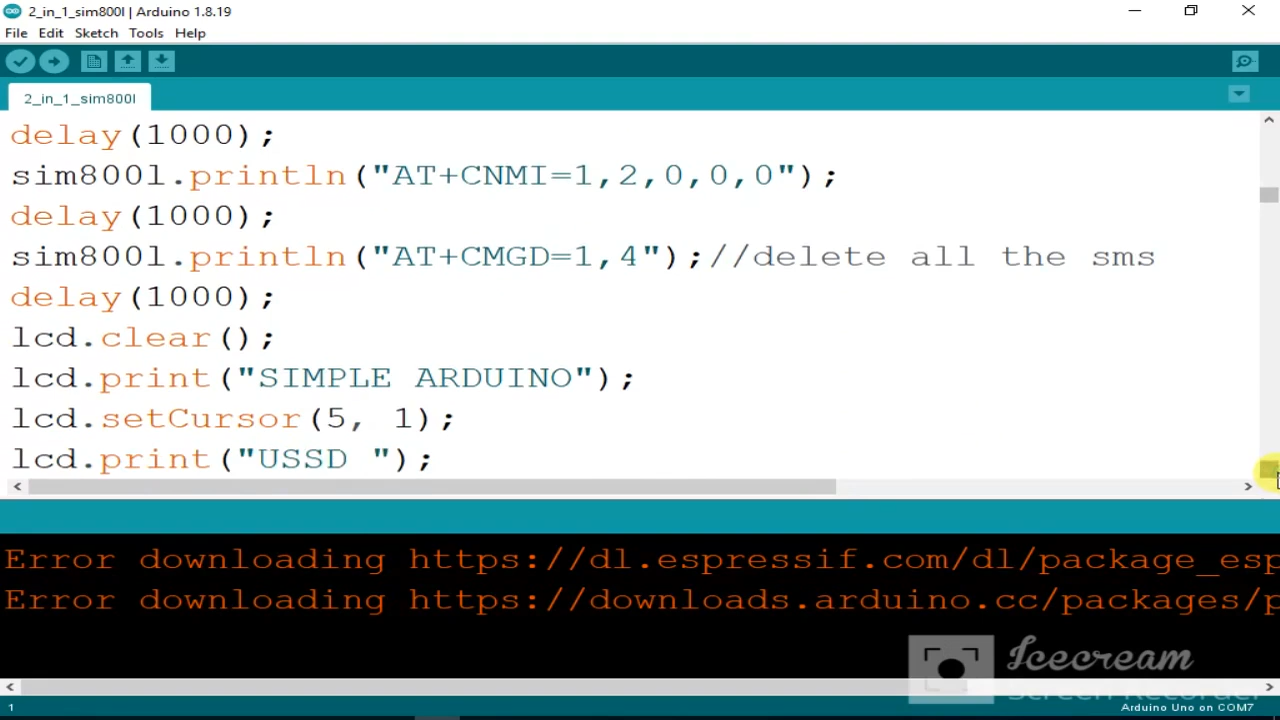 2_in_1_sim800l | Arduino 1.8.19
File Edit Sketch Tools Help
2_in_1_sim800l
delay(1000);
sim800l.println("AT+CNMI=1,2,0,0,0");
delay(1000);
sim800l.println("AT+CMGD=1,4");//delete all the sms
delay(1000);
lcd.clear();
lcd.print("SIMPLE ARDUINO");
lcd.setCursor(5, 1);
lcd.print("USSD ");
Error downloading https://dl.espressif.com/dl/package_esp
Error downloading https://downloads.arduino.cc/packages/p
Icecream
Screen Recorder
1
Arduino Uno on COM7